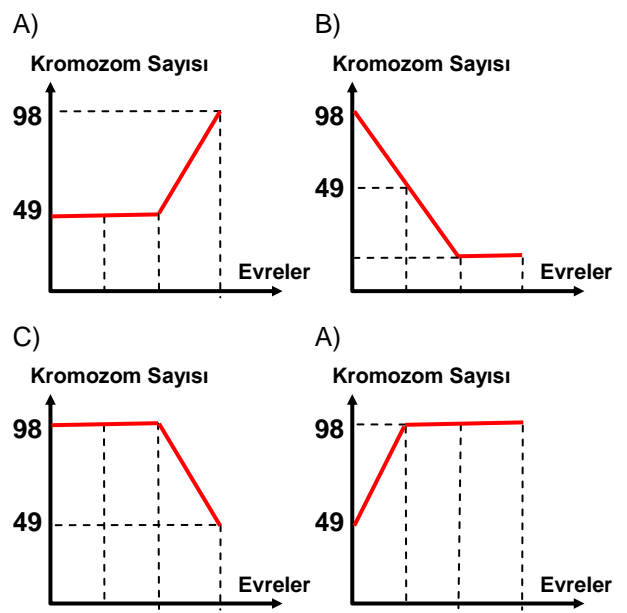 A)
Kromozom Sayısı
98
49
Evreler
B)
Kromozom Sayısı
98
49
Evreler
C)
Kromozom Sayısı
98
49
Evreler
A)
Kromozom Sayısı
98
49
Evreler